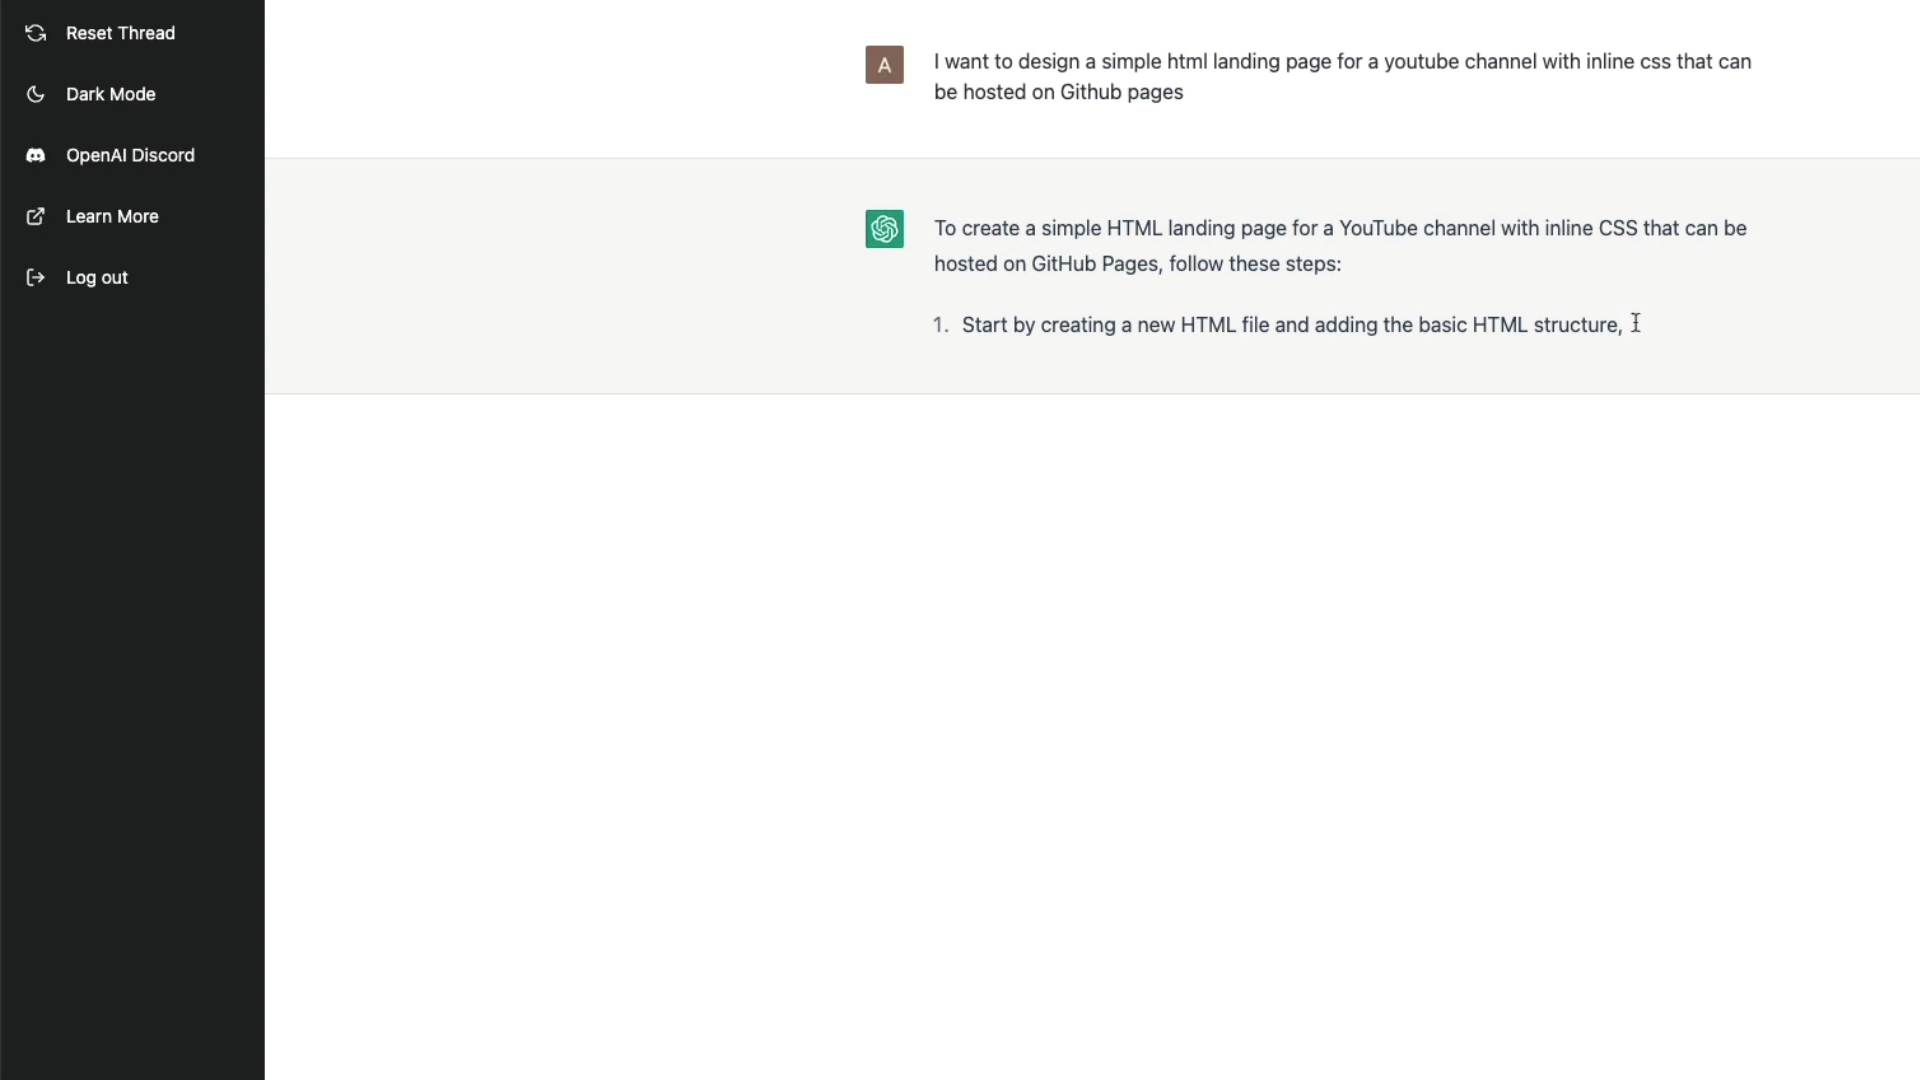 Reset Thread
Dark Mode
OpenAI Discord
Learn More
Log out
A
I want to design a simple html landing page for a youtube channel with inline css that can
be hosted on Github pages
To create a simple HTML landing page for a YouTube channel with inline CSS that can be
hosted on GitHub Pages, follow these steps:
1. Start by creating a new HTML file and adding the basic HTML structure,